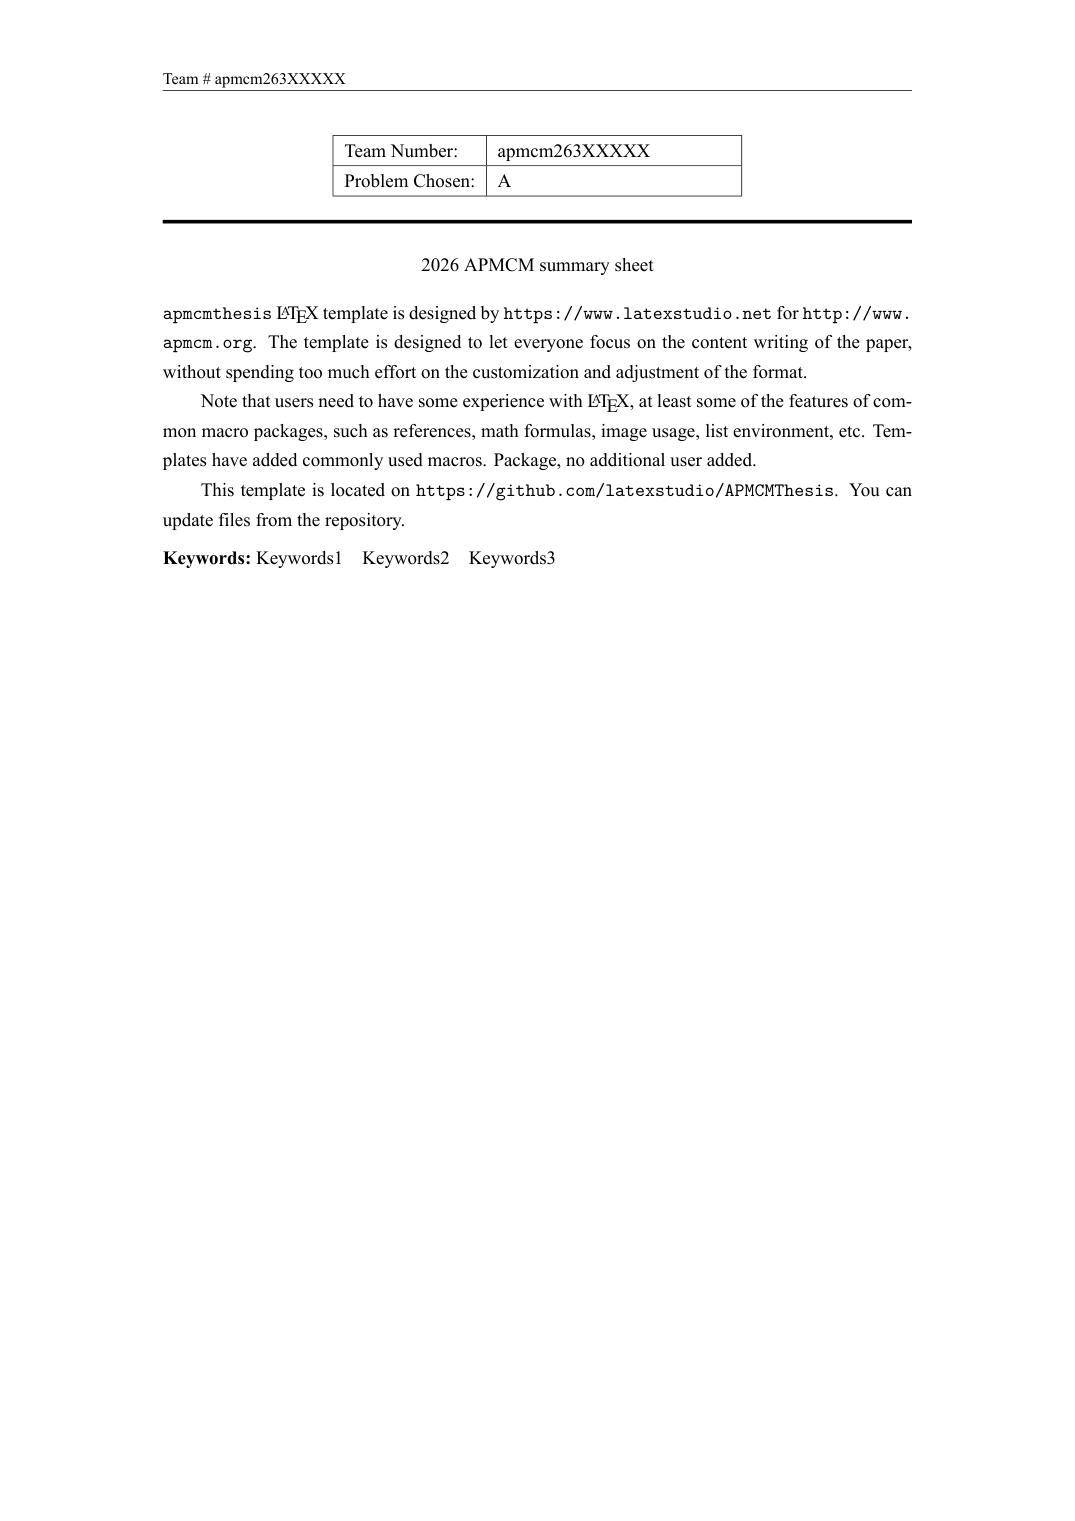 Team # apmcm263XXXXX
Team Number: apmcm263XXXXX
Problem Chosen: A
2026 APMCM summary sheet
apmcmthesis LATEX template is designed by https://www.latexstudio.net for http://www.
apmcm.org. The template is designed to let everyone focus on the content writing of the paper,
without spending too much effort on the customization and adjustment of the format.
Note that users need to have some experience with LATEX, at least some of the features of com-
mon macro packages, such as references, math formulas, image usage, list environment, etc. Tem-
plates have added commonly used macros. Package, no additional user added.
This template is located on https://github.com/latexstudio/APMCMThesis. You can
update files from the repository.
Keywords: Keywords1 Keywords2 Keywords3